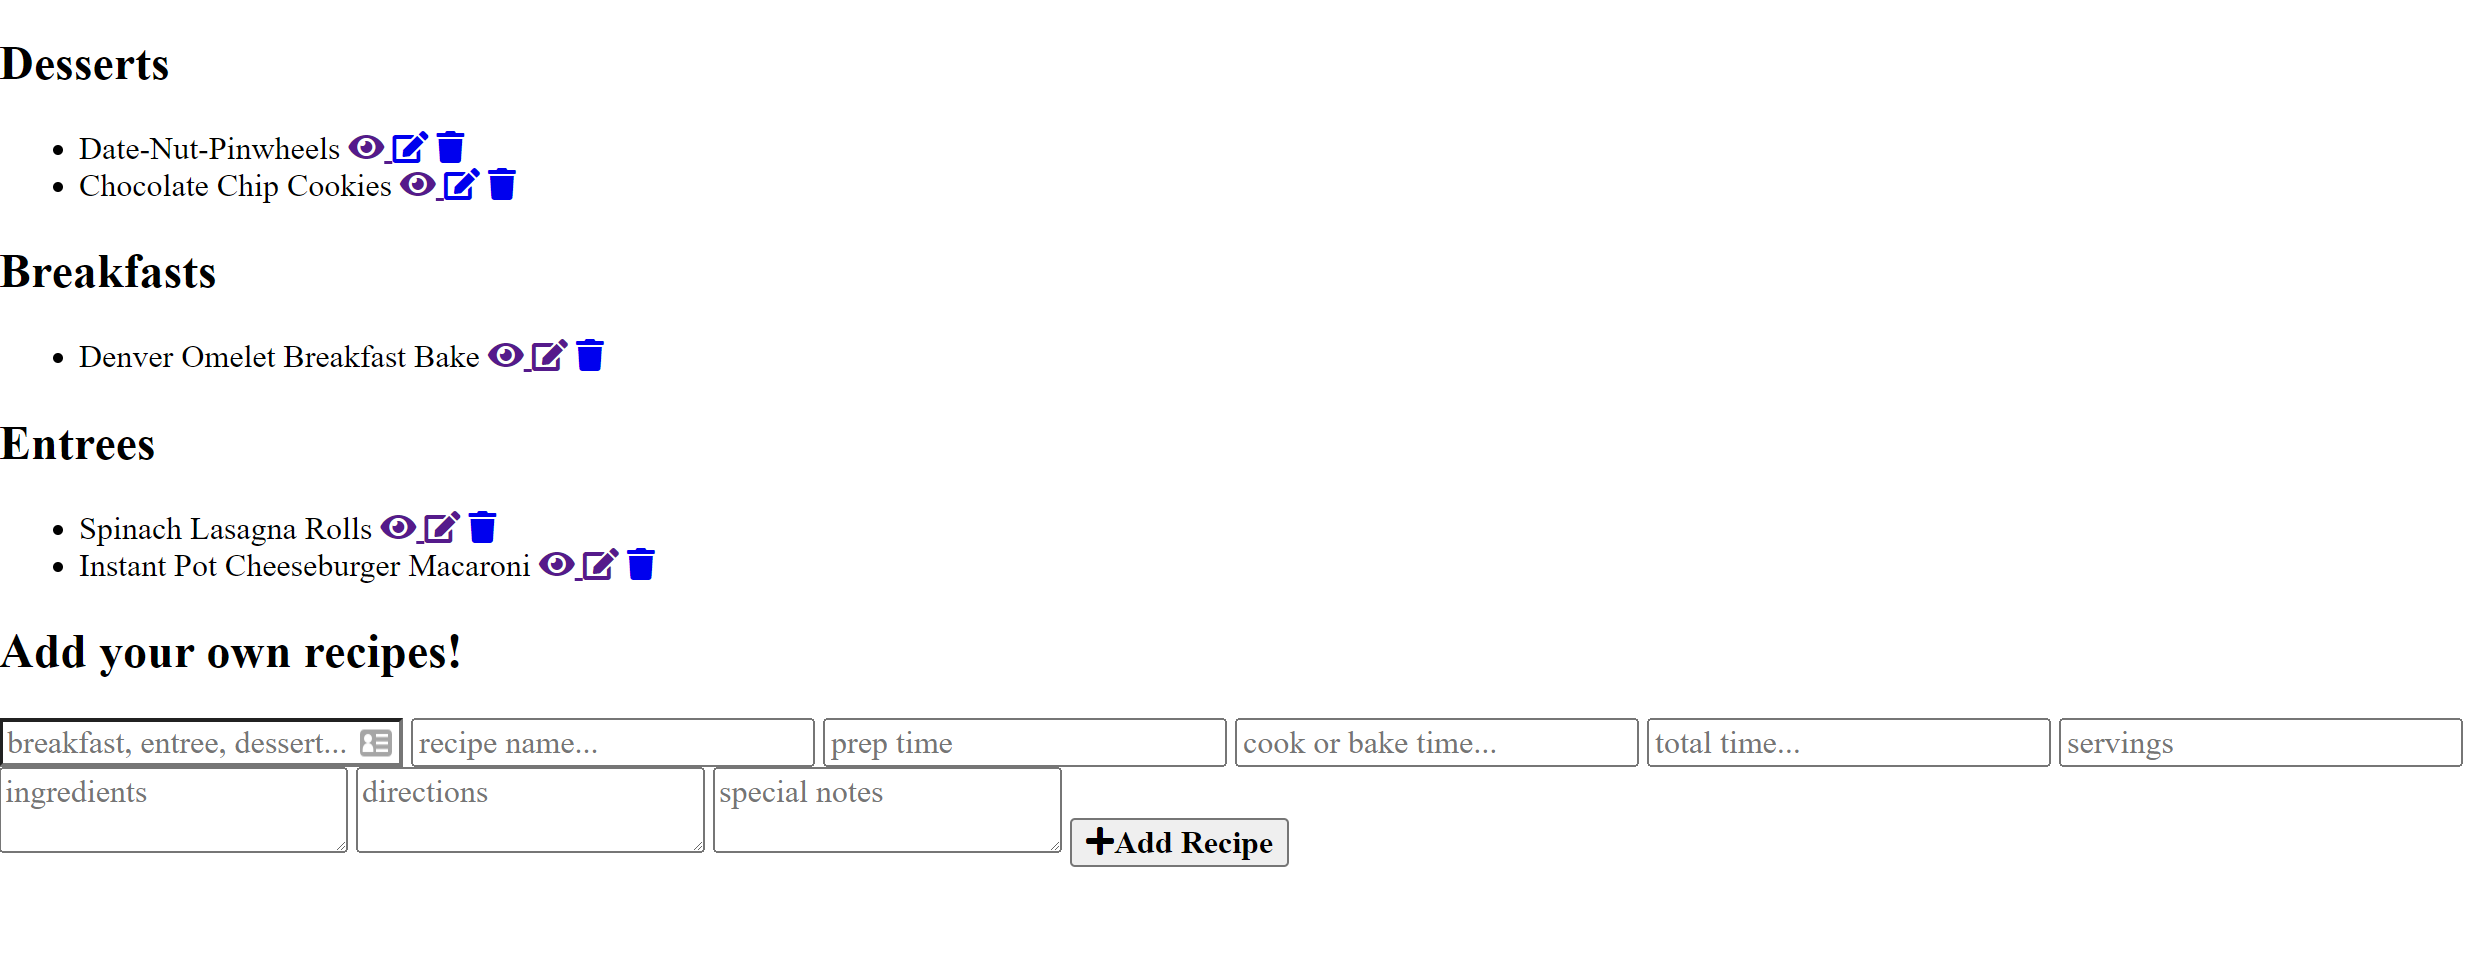 Desserts
Date-Nut-Pinwheels
Chocolate Chip Cookies
Breakfasts
Denver Omelet Breakfast Bake
Entrees
Spinach Lasagna Rolls
Instant Pot Cheeseburger Macaroni
Add your own recipes!
breakfast, entree, dessert... recipe name... prep time cook or bake time... total time... servings
ingredients directions special notes Add Recipe